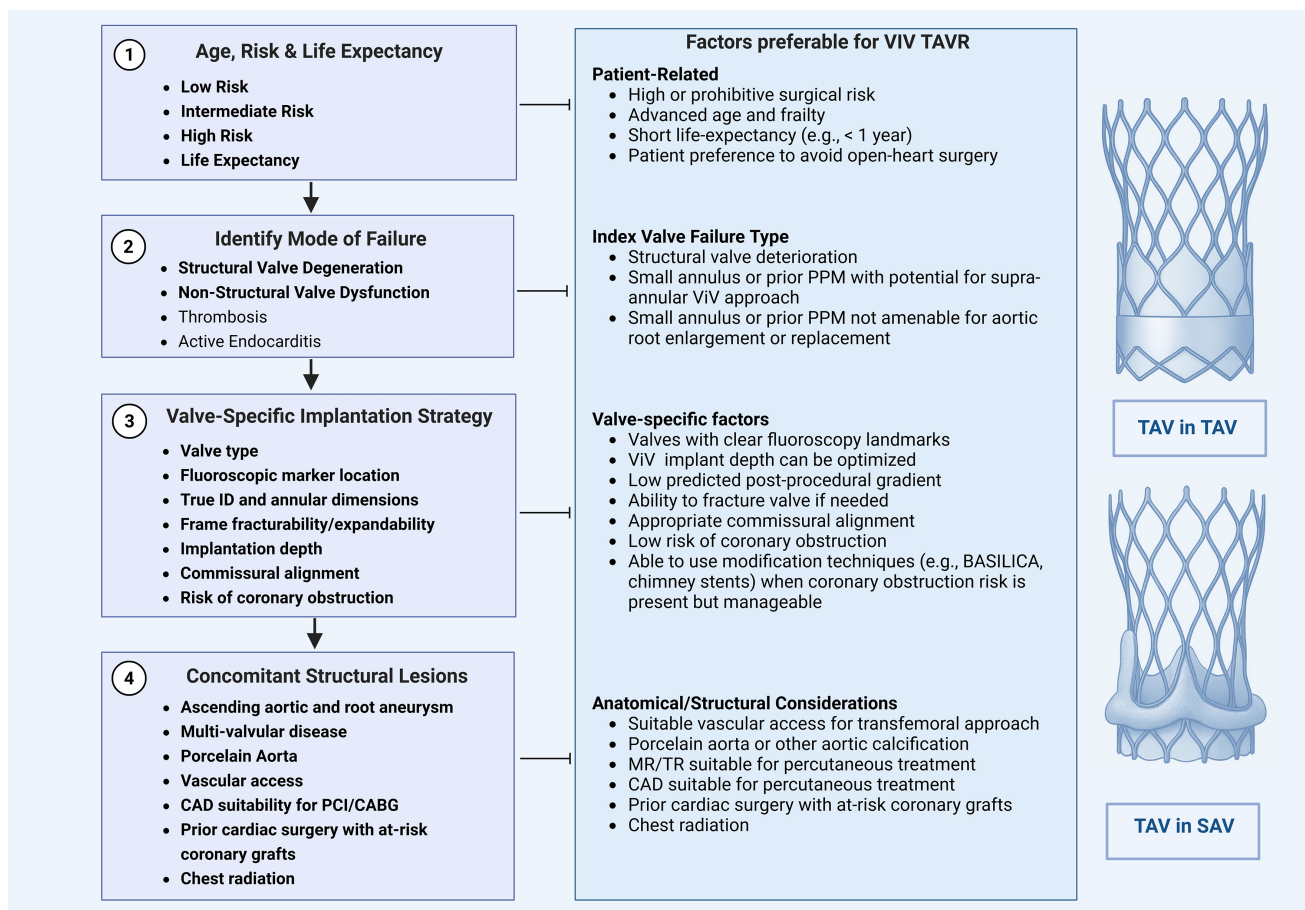 1
Age, Risk & Life Expectancy
• Low Risk
• Intermediate Risk
• High Risk
• Life Expectancy
2
Identify Mode of Failure
• Structural Valve Degeneration
• Non-Structural Valve Dysfunction
• Thrombosis
• Active Endocarditis
3
Valve-Specific Implantation Strategy
• Valve type
• Fluoroscopic marker location
• True ID and annular dimensions
• Frame fracturability/expandability
• Implantation depth
• Commissural alignment
• Risk of coronary obstruction
4
Concomitant Structural Lesions
• Ascending aortic and root aneurysm
• Multi-valvular disease
• Porcelain Aorta
• Vascular access
• CAD suitability for PCI/CABG
• Prior cardiac surgery with at-risk
coronary grafts
• Chest radiation
Factors preferable for VIV TAVR
Patient-Related
• High or prohibitive surgical risk
• Advanced age and frailty
• Short life-expectancy (e.g., < 1 year)
• Patient preference to avoid open-heart surgery
Index Valve Failure Type
• Structural valve deterioration
• Small annulus or prior PPM with potential for supra-
annular ViV approach
• Small annulus or prior PPM not amenable for aortic
root enlargement or replacement
Valve-specific factors
• Valves with clear fluoroscopy landmarks
• ViV implant depth can be optimized
• Low predicted post-procedural gradient
• Ability to fracture valve if needed
• Appropriate commissural alignment
• Low risk of coronary obstruction
• Able to use modification techniques (e.g., BASILICA,
chimney stents) when coronary obstruction risk is
present but manageable
Anatomical/Structural Considerations
• Suitable vascular access for transfemoral approach
• Porcelain aorta or other aortic calcification
• MR/TR suitable for percutaneous treatment
• CAD suitable for percutaneous treatment
• Prior cardiac surgery with at-risk coronary grafts
• Chest radiation
TAV in TAV
TAV in SAV